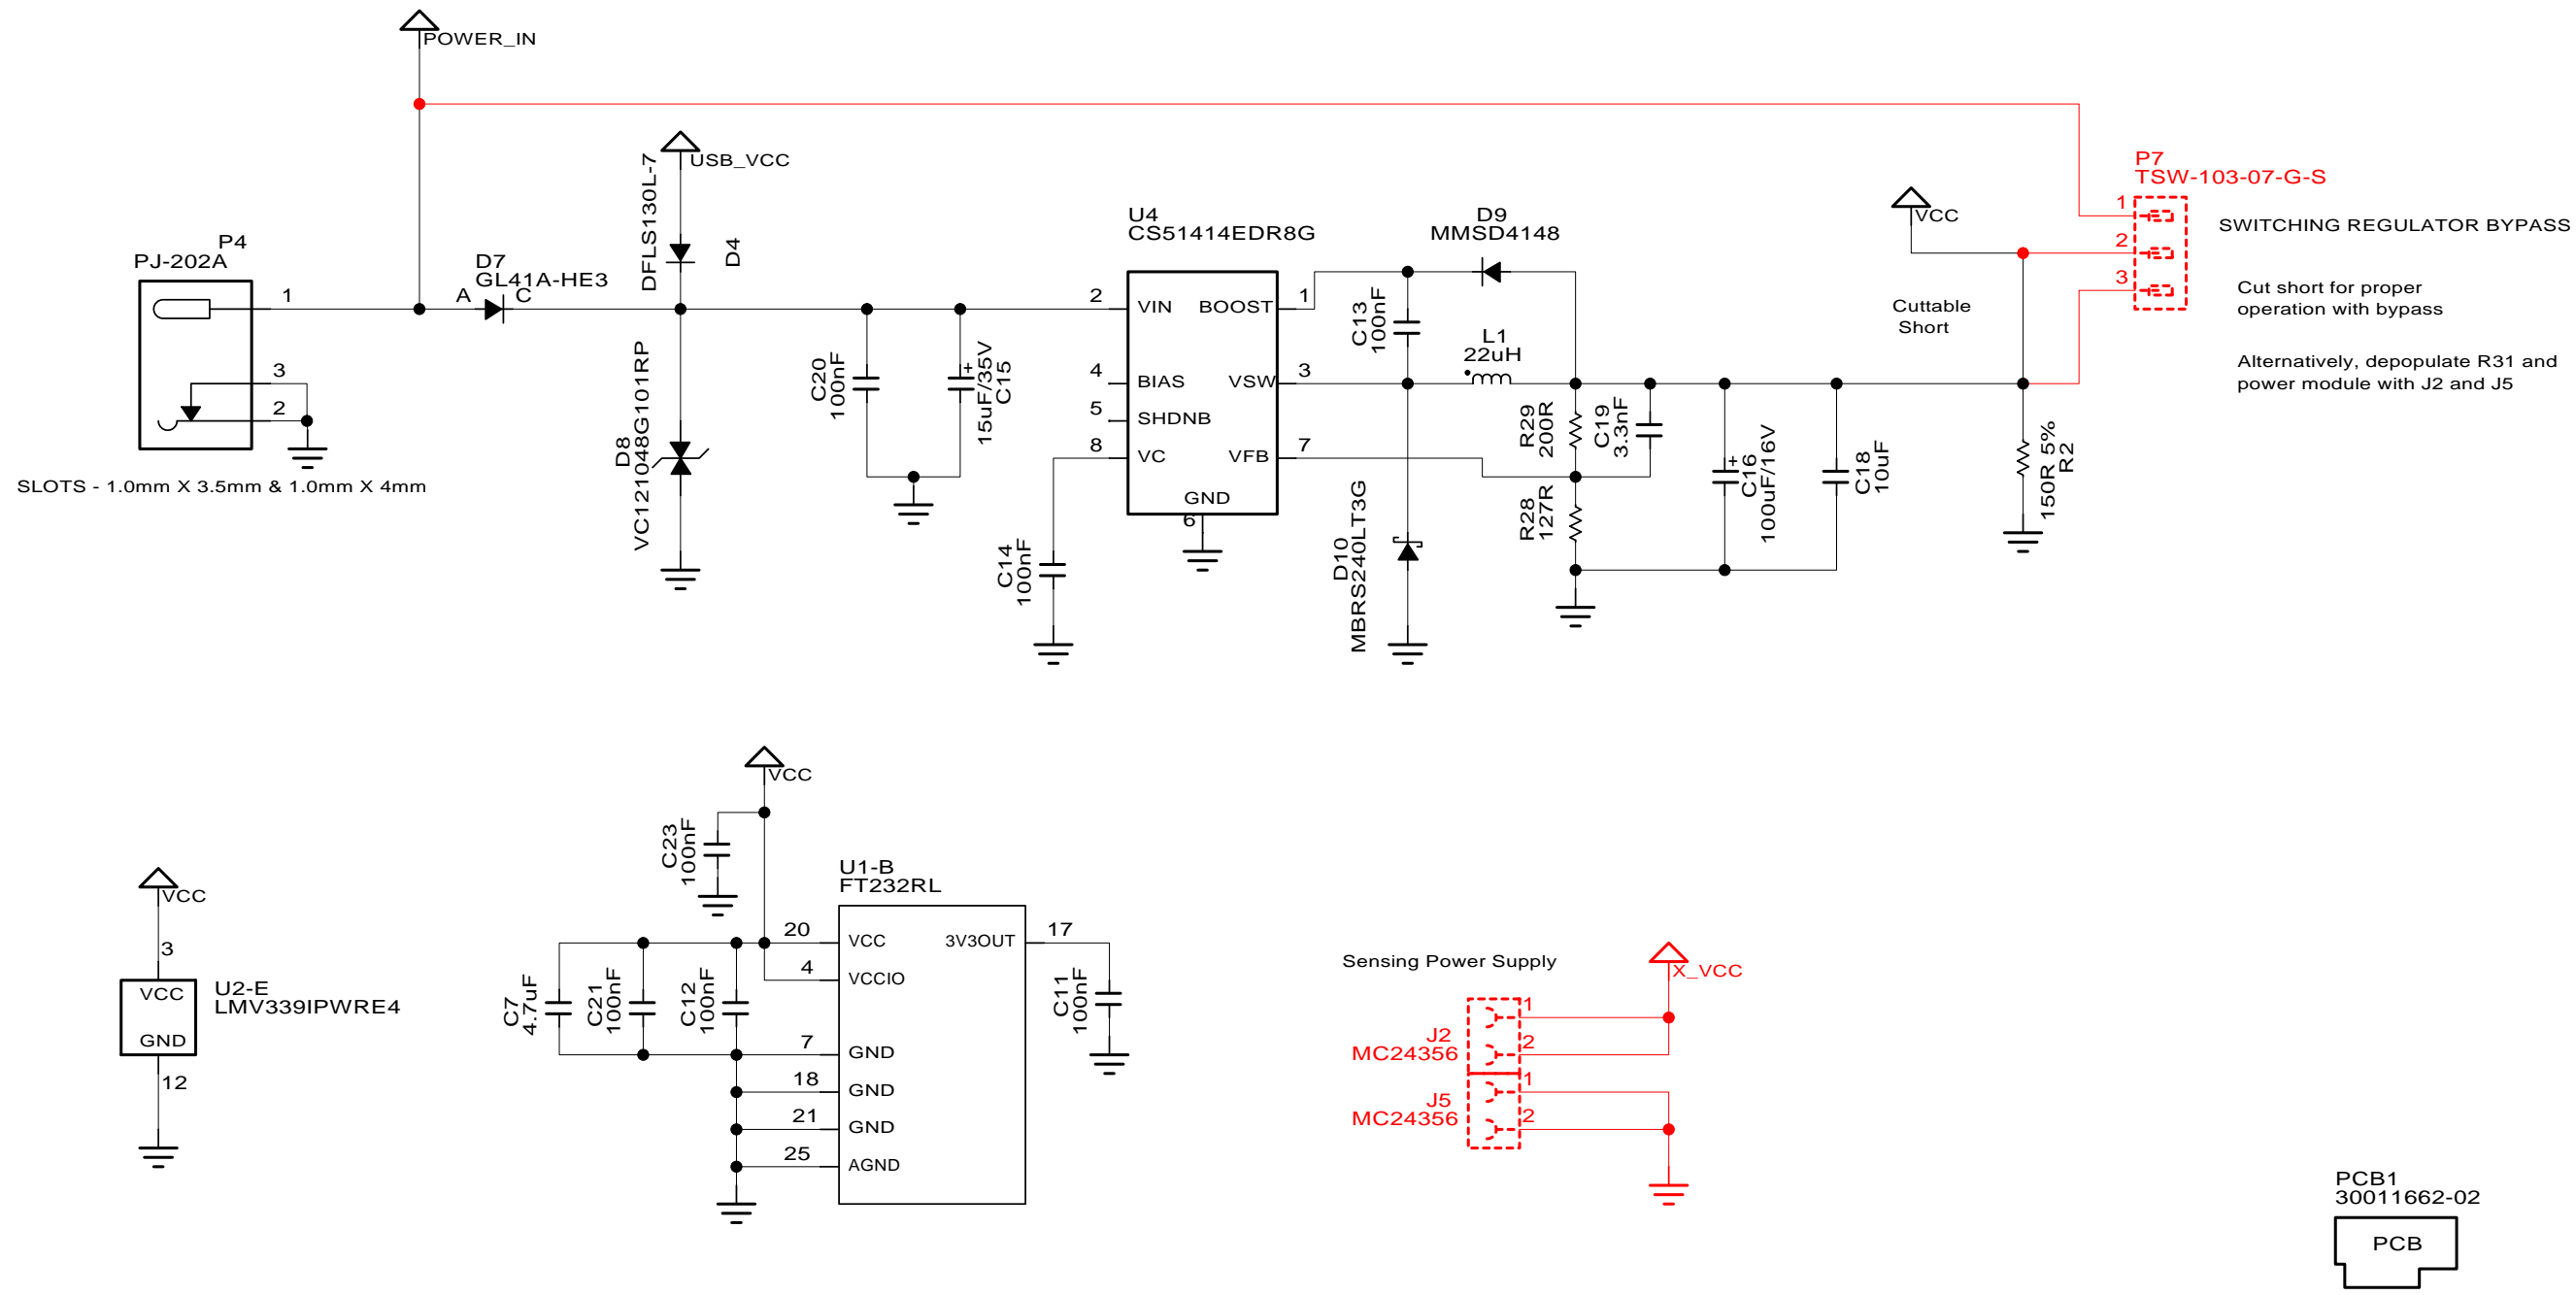 POWER_IN
USB_VCC
DFLS130L-7
D4
P4
PJ-202A
1
3
2
SLOTS - 1.0mm X 3.5mm & 1.0mm X 4mm
D7
GL41A-HE3
A
C
D8
VC121048G101RP
C20
100nF
15uF/35V
C15
+
U4
CS51414EDR8G
2
VIN
BOOST
1
4
BIAS
VSW
3
5
SHDNB
8
VC
VFB
7
GND
6
C14
100nF
D9
MMSD4148
C13
100nF
L1
22uH
D10
MBRS240LT3G
R29
200R
C19
3.3nF
R28
127R
+
C16
100uF/16V
C18
10uF
VCC
Cuttable
Short
150R 5%
R2
P7
TSW-103-07-G-S
1
2
3
SWITCHING REGULATOR BYPASS
Cut short for proper
operation with bypass
Alternatively, depopulate R31 and
power module with J2 and J5
VCC
3
VCC
GND
12
U2-E
LMV339IPWRE4
VCC
C23
100nF
U1-B
FT232RL
20
VCC
3V3OUT
17
4
VCCIO
7
GND
18
GND
21
GND
25
AGND
C7
4.7uF
C21
100nF
C12
100nF
C11
100nF
Sensing Power Supply
X_VCC
J2
MC24356
1
2
J5
MC24356
1
2
PCB1
30011662-02
PCB